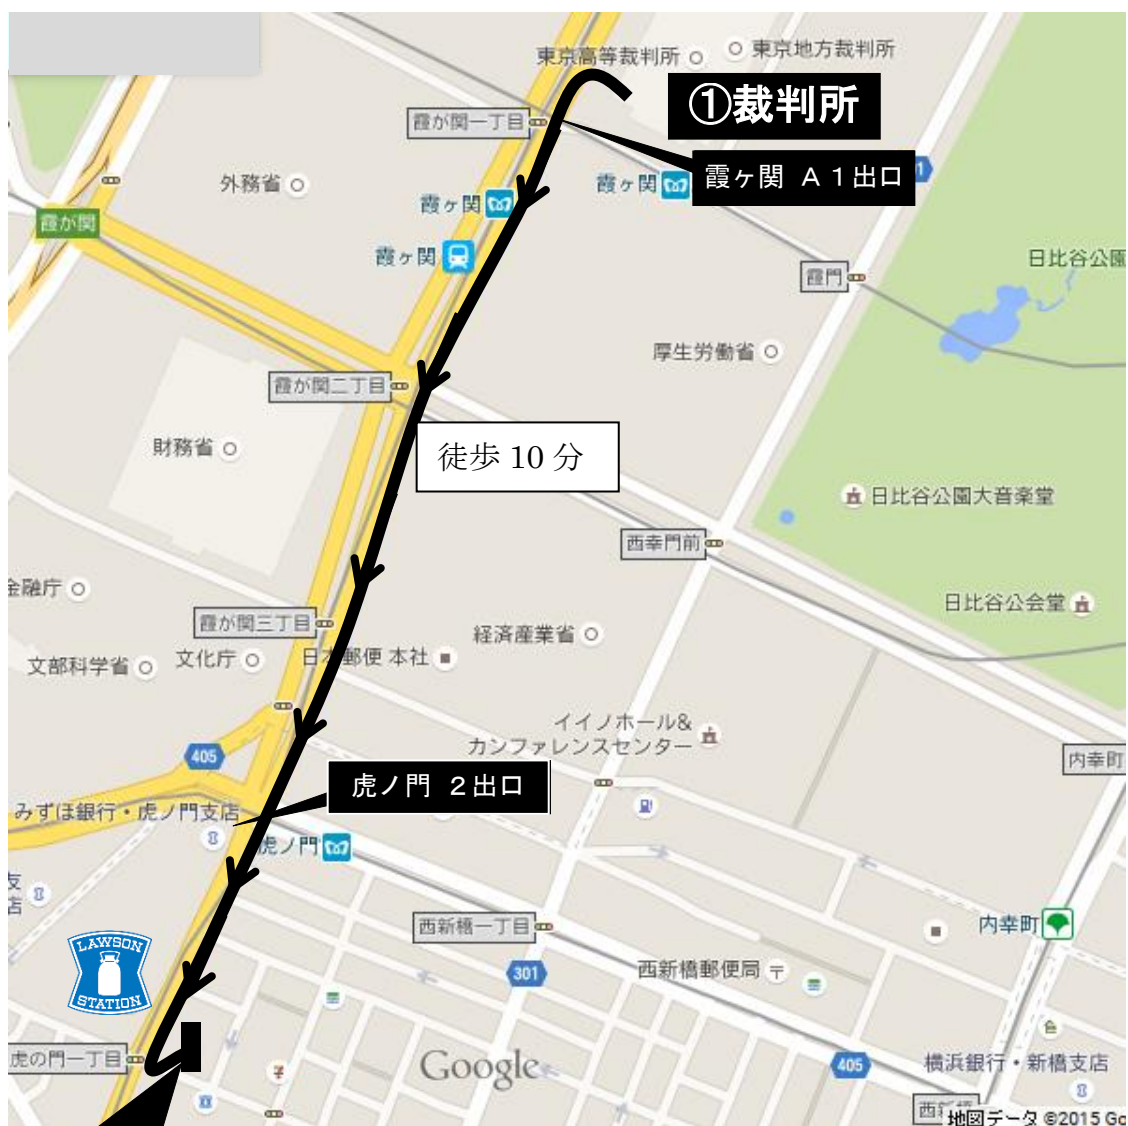 東京高等裁判所
東京地方裁判所
①裁判所
霞が関一丁目
霞ヶ関 Ａ１出口
外務省
霞ヶ関
霞ヶ関
霞が関
霞ヶ関
日比谷公園
霞門
厚生労働省
霞が関二丁目
財務省
徒歩 10 分
日比谷公園大音楽堂
西幸門前
金融庁
日比谷公会堂
霞が関三丁目
経済産業省
文部科学省
文化庁
日本郵便 本社
イイノホール&
カンファレンスセンター
405
内幸町
虎ノ門 ２出口
みずほ銀行・虎ノ門支店
虎ノ門
友
店
西新橋一丁目
内幸町
LAWSON
STATION
301
西新橋郵便局
虎の門一丁目
Google
405
横浜銀行・新橋支店
地図データ ©2015 Go